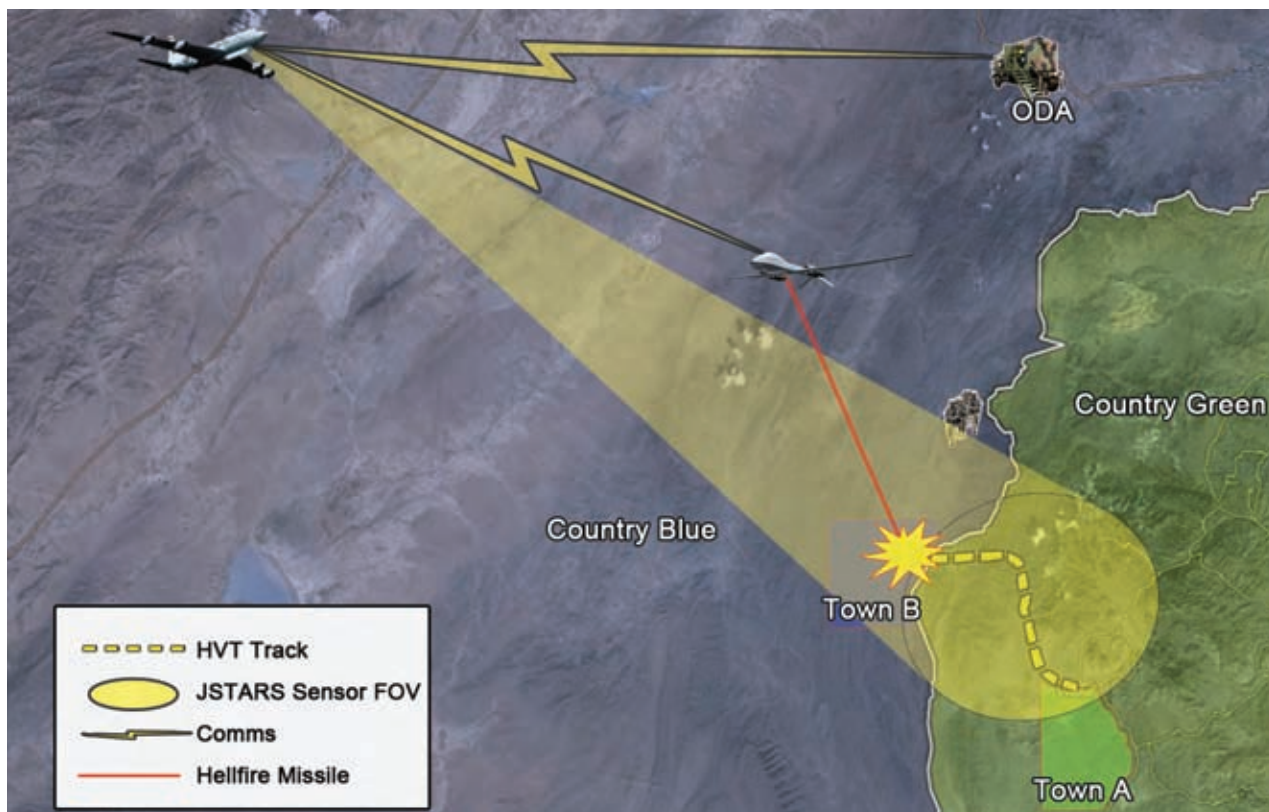 ODA
Country Green
Country Blue
Town B
Town A
HVT Track
JSTARS Sensor FOV
Comms
Hellfire Missile